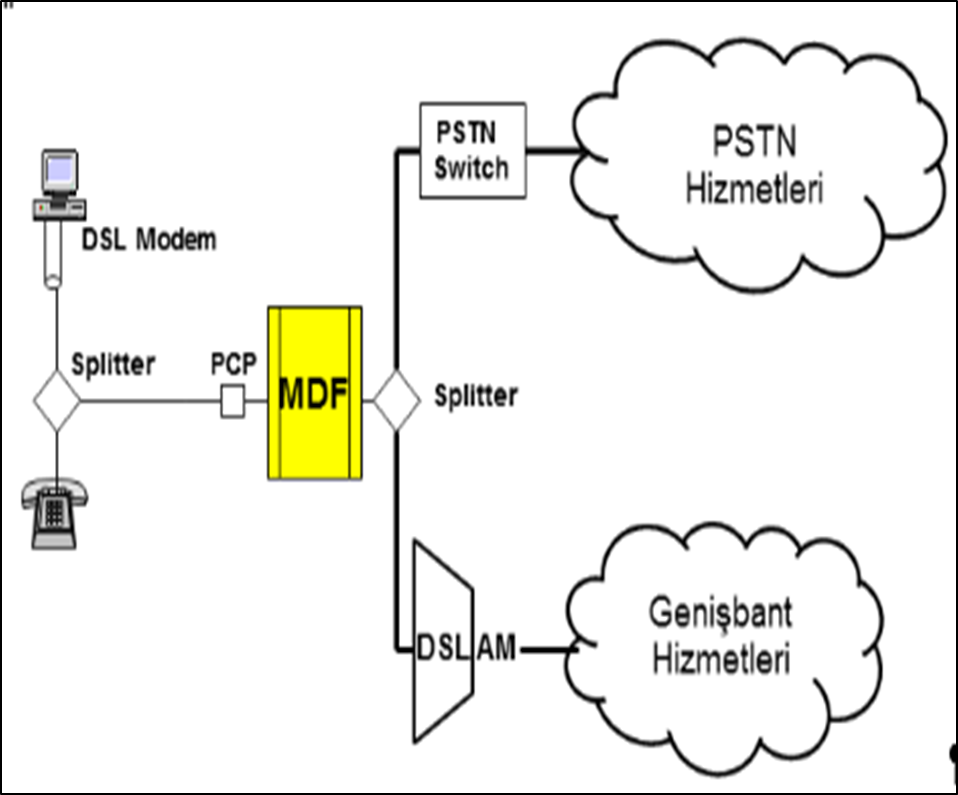 PSTN
Switch
PSTN
Hizmetleri
DSL Modem
Splitter
PCP
MDF
Splitter
DSLAM
Genişbant
Hizmetleri